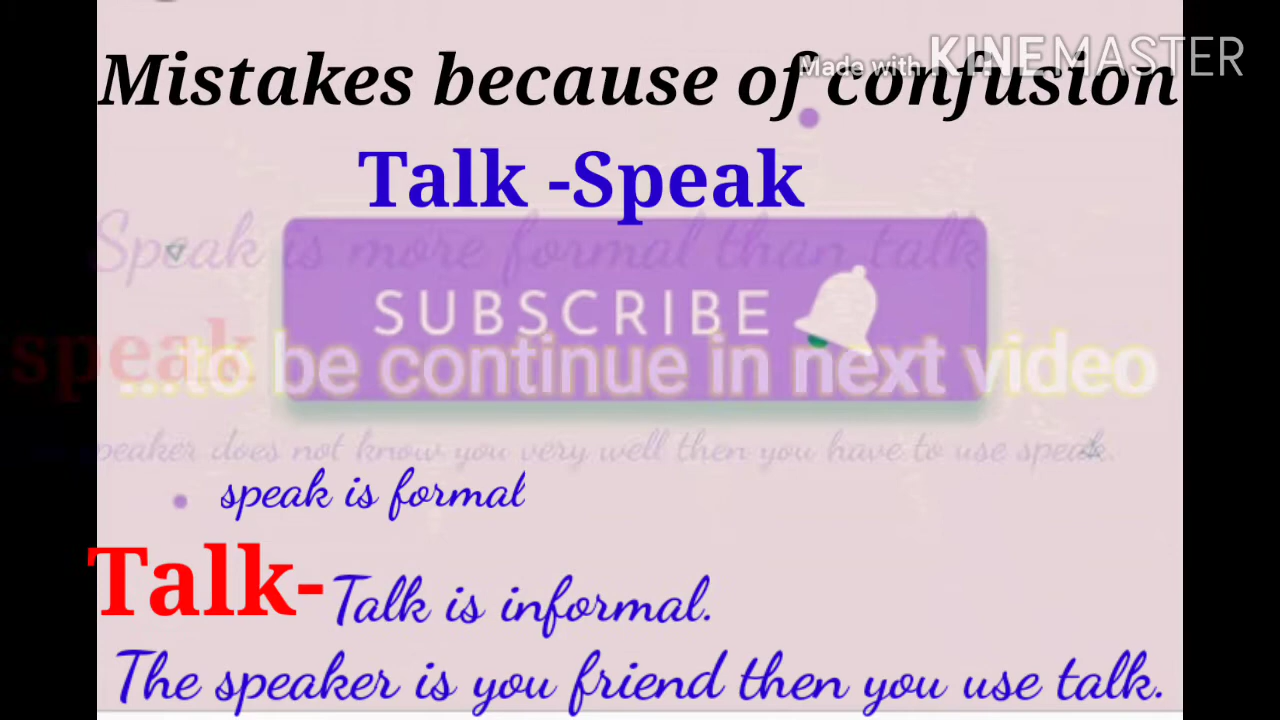 Made with KINEMASTER
Mistakes because of confusion
Talk -Speak
Speak is more formal than talk
SUBSCRIBE
speak
...to be continue in next video
speaker does not know you very well then you have to use speak.
speak is formal
Talk- Talk is informal.
The speaker is you friend then you use talk.